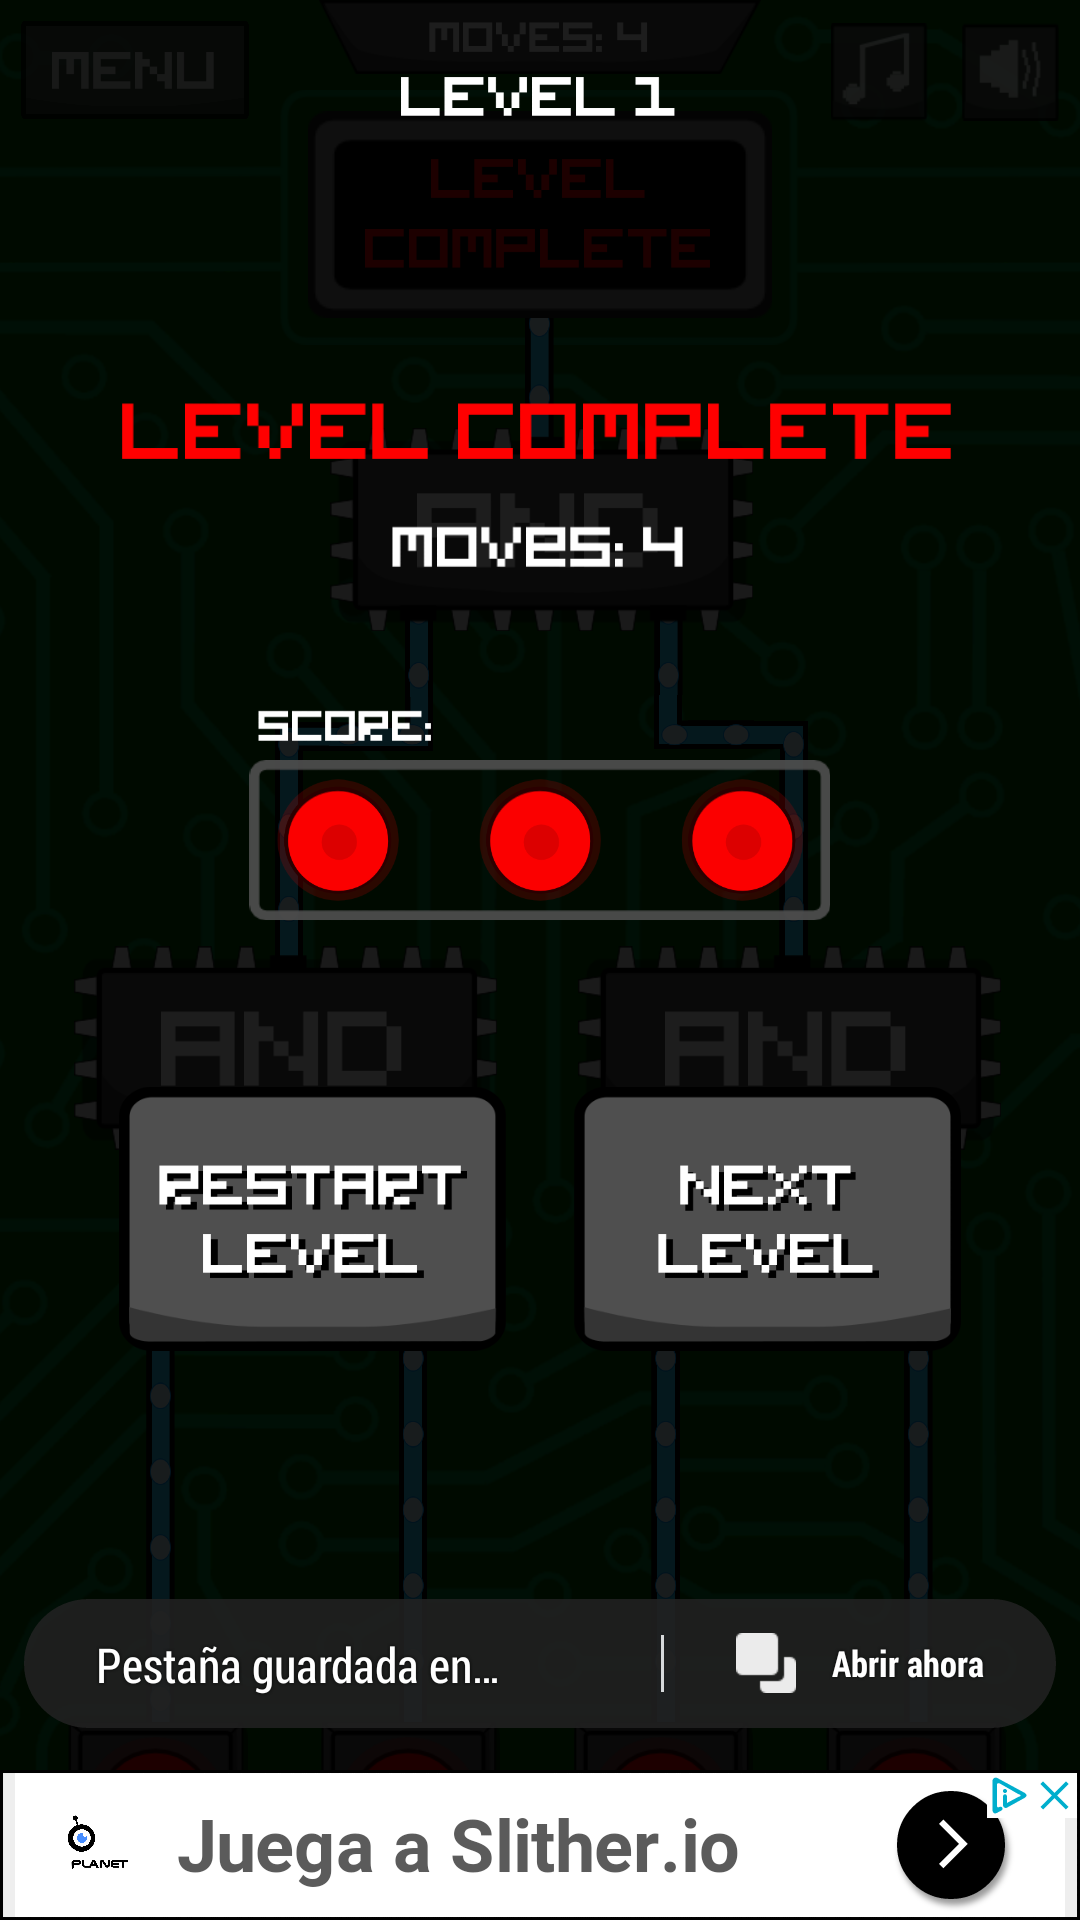 MOVES: 4
MENU
LEVEL 1
LEVEL
COMPLETE
LEVEL COMPLETE
AND
MOVES: 4
SCORE:
AND AND
RESTART
LEVEL
NEXT
LEVEL
Pestaña guardada en...
Abrir ahora
PLANET
Juega a Slither.io